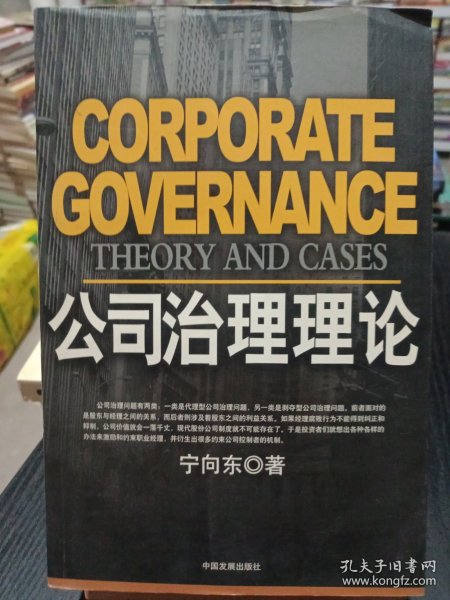 CORPORATE
GOVERNANCE
THEORY AND CASES
公司治理理论
公司治理问题有两类：一类是代理型公司治理问题，另一类是剥夺型公司治理问题。前者面对的
是股东与经理之间的关系，而后者则涉及着股东之间的利益关系。如果经理腐败行为不能得到纠正和
抑制，公司价值就会一落千丈，现代股份公司制度就不可能存在了。于是投资者们就想出各种各样的
办法来激励和约束职业经理，并衍生出很多约束公司控制者的机制。
宁向东◎著
中国发展出版社
孔夫子旧书网
www.kongfz.com